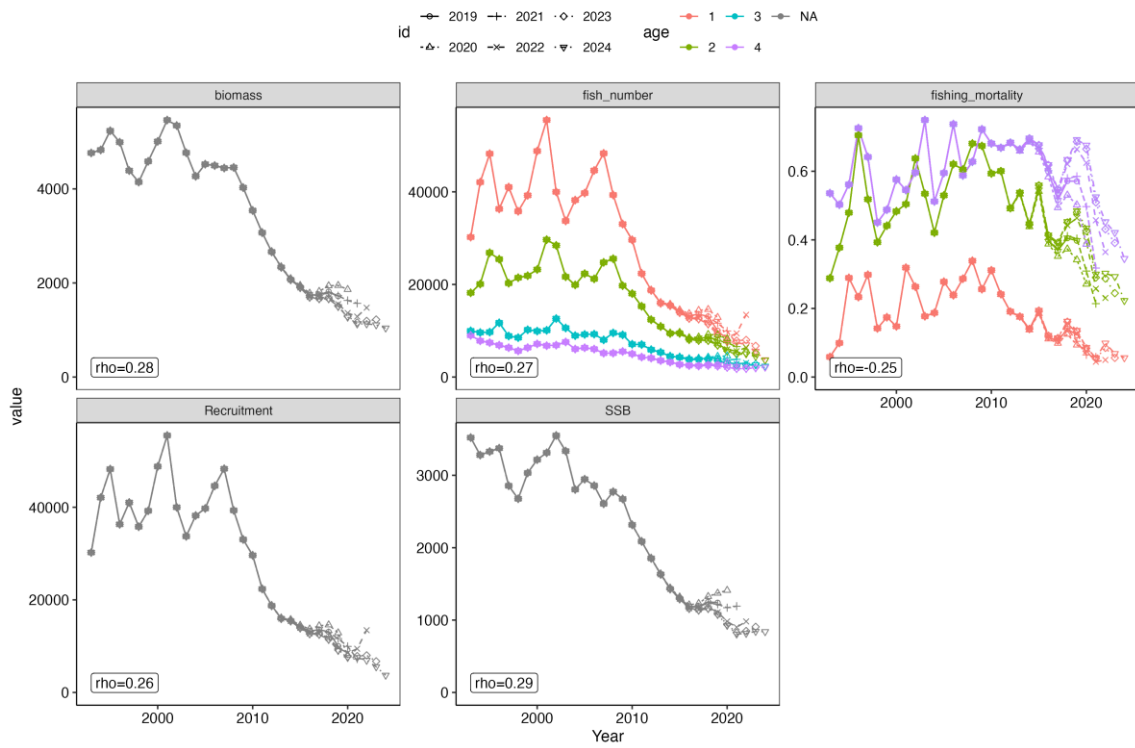 id 2019 2021 2023 age 1 3 NA
2020 2022 2024 2 4
biomass fish_number fishing_mortality
4000 2000 0
40000 20000 0
0.6 0.4 0.2 0.0
rho=0.28 rho=0.27 rho=-0.25
2000 2010 2020
value
Recruitment SSB
40000 20000 0
3000 2000 1000 0
rho=0.26 rho=0.29
2000 2010 2020 2000 2010 2020
Year